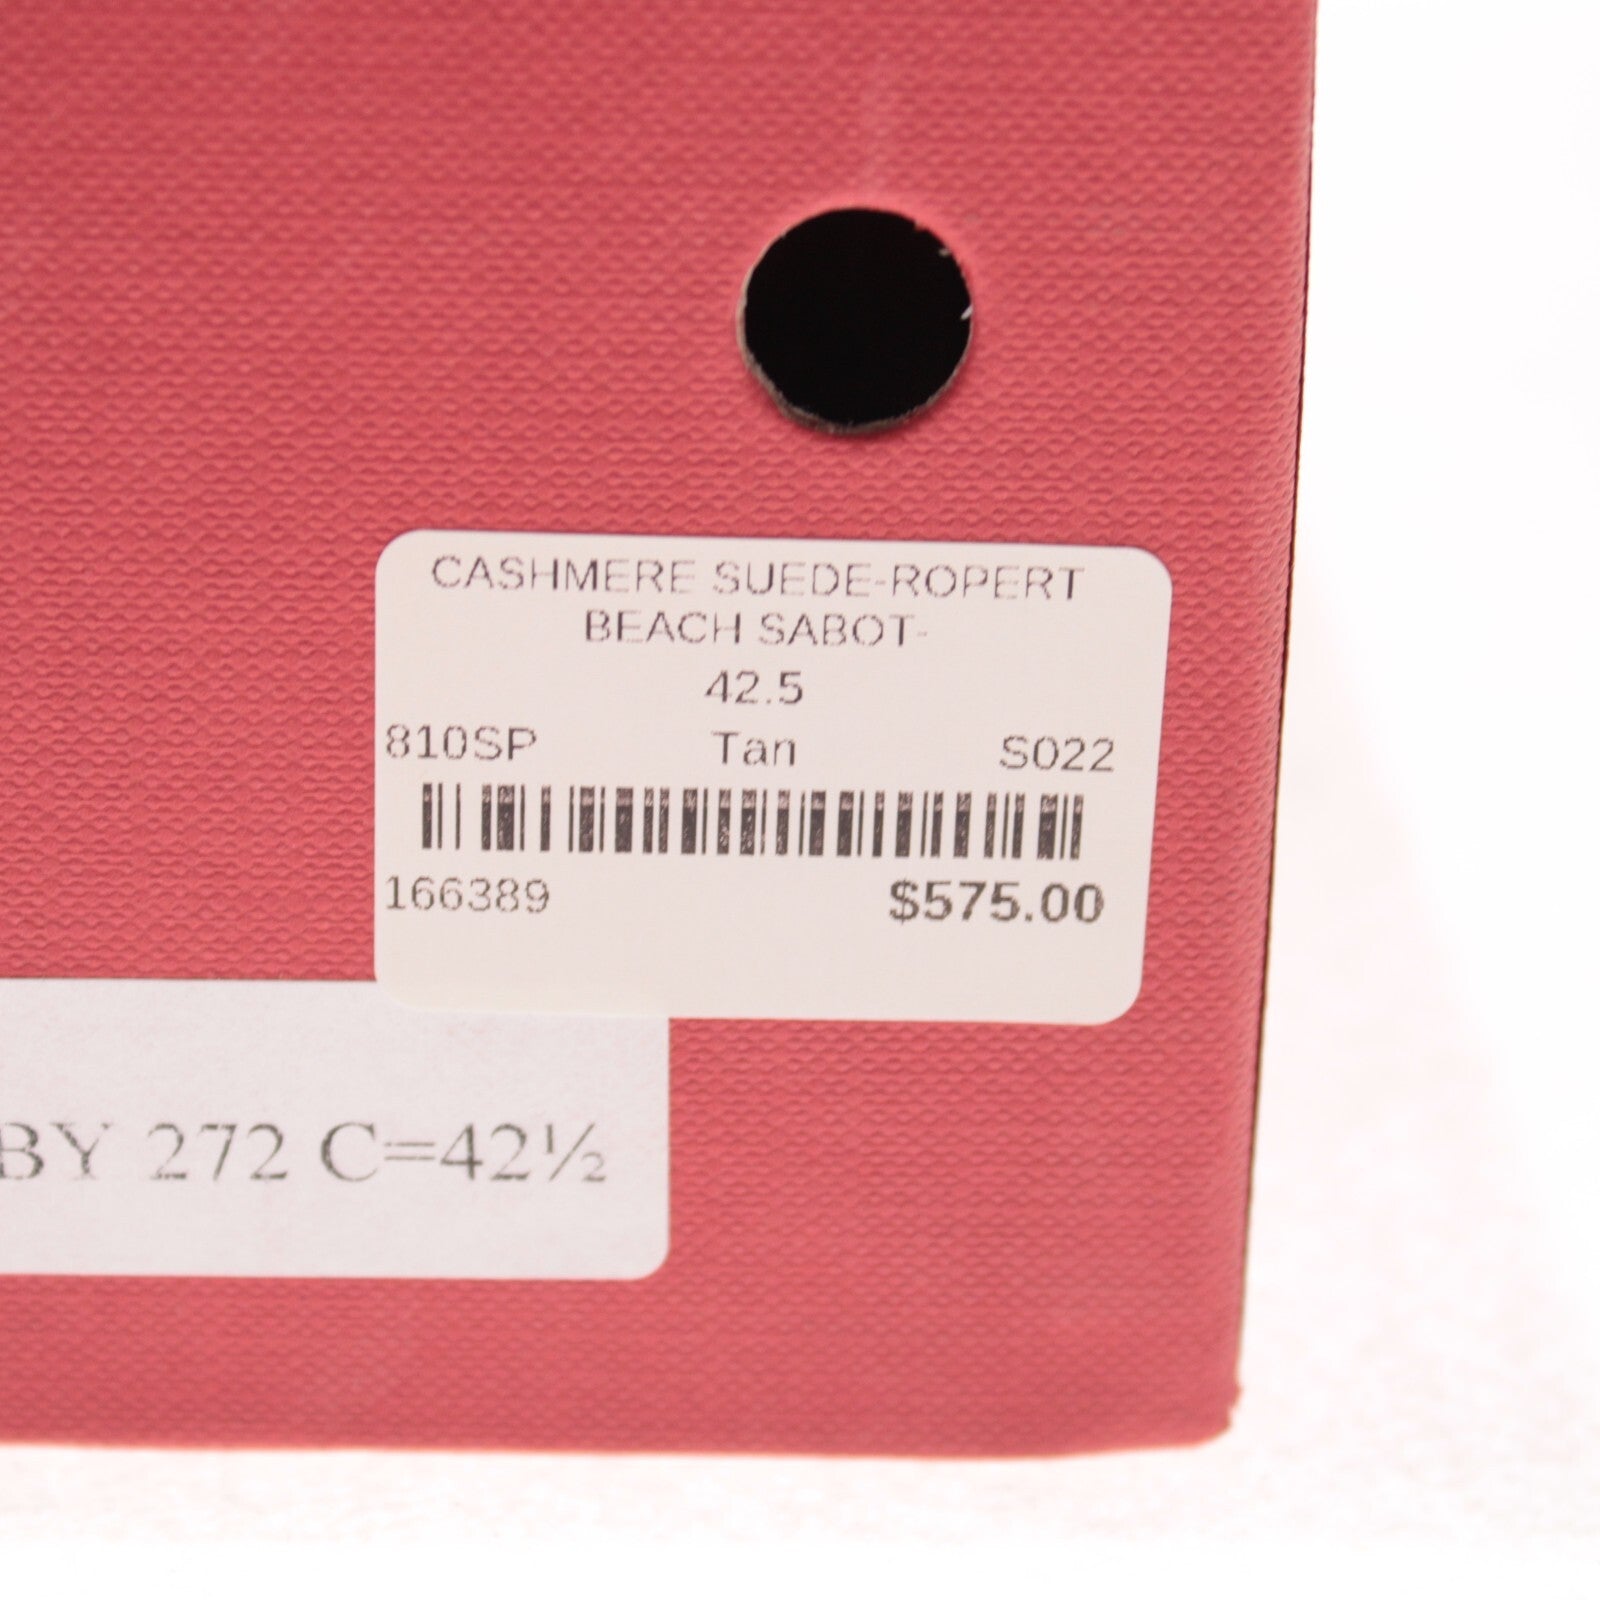 CASHMERE SUEDE-ROPERT
BEACH SABOT-
42.5
810SP Tan S022
166389 $575.00
BY 272 C=42½